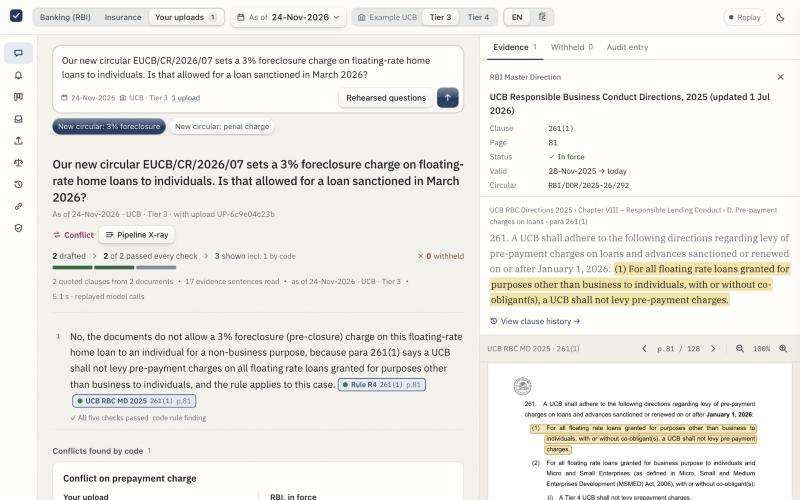 Banking (RBI) Insurance Your uploads 1 As of 24-Nov-2026 Example UCB Tier 3 Tier 4 EN हिं Replay
Our new circular EUCB/CR/2026/07 sets a 3% foreclosure charge on floating-rate home
loans to individuals. Is that allowed for a loan sanctioned in March 2026?
24-Nov-2026 UCB · Tier 3 1 upload Rehearsed questions
New circular: 3% foreclosure New circular: penal charge
Our new circular EUCB/CR/2026/07 sets a 3% foreclosure charge on floating-
rate home loans to individuals. Is that allowed for a loan sanctioned in March
2026?
As of 24-Nov-2026 · UCB · Tier 3 · with upload UP-6c9e04c23b
Conflict Pipeline X-ray
2 drafted › 2 of 2 passed every check › 3 shown incl. 1 by code × 0 withheld
2 quoted clauses from 2 documents • 17 evidence sentences read • as of 24-Nov-2026 · UCB · Tier 3 •
5.1 s · replayed model calls
1 No, the documents do not allow a 3% foreclosure (pre-closure) charge on this floating-rate
home loan to an individual for a non-business purpose, because para 261(1) says a UCB
shall not levy pre-payment charges on all floating rate loans granted for purposes other
than business to individuals, and the rule applies to this case. Rule R4 261(1) p.81
UCB RBC MD 2025 261(1) p.81
✓ All five checks passed code rule finding
Conflicts found by code 1
Conflict on prepayment charge
Your upload RBI, in force
Evidence 1 Withheld 0 Audit entry
RBI Master Direction
UCB Responsible Business Conduct Directions, 2025 (updated 1 Jul
2026)
Clause 261(1)
Page 81
Status ✓ In force
Valid 28-Nov-2025 → today
Circular RBI/DOR/2025-26/292
UCB RBC Directions 2025 › Chapter VIII – Responsible Lending Conduct › D. Pre-payment
charges on loans › para 261(1)
261. A UCB shall adhere to the following directions regarding levy of
pre-payment charges on loans and advances sanctioned or renewed
on or after January 1, 2026: (1) For all floating rate loans granted for
purposes other than business to individuals, with or without co-
obligant(s), a UCB shall not levy pre-payment charges.
View clause history →
UCB RBC MD 2025 · 261(1) p.81 / 128 100%
261. A UCB shall adhere to the following directions regarding levy of pre-payment
charges on loans and advances sanctioned or renewed on or after January 1, 2026:
(1) For all floating rate loans granted for purposes other than business to
individuals, with or without co-obligant(s), a UCB shall not levy pre-payment
charges.
(2) For all floating rate loans granted for business purpose to individuals and
Micro and Small Enterprises (as defined in Micro, Small and Medium
Enterprises Development (MSMED) Act, 2006), with or without co-obligant(s):
(i) A Tier 4 UCB shall not levy prepayment charges.